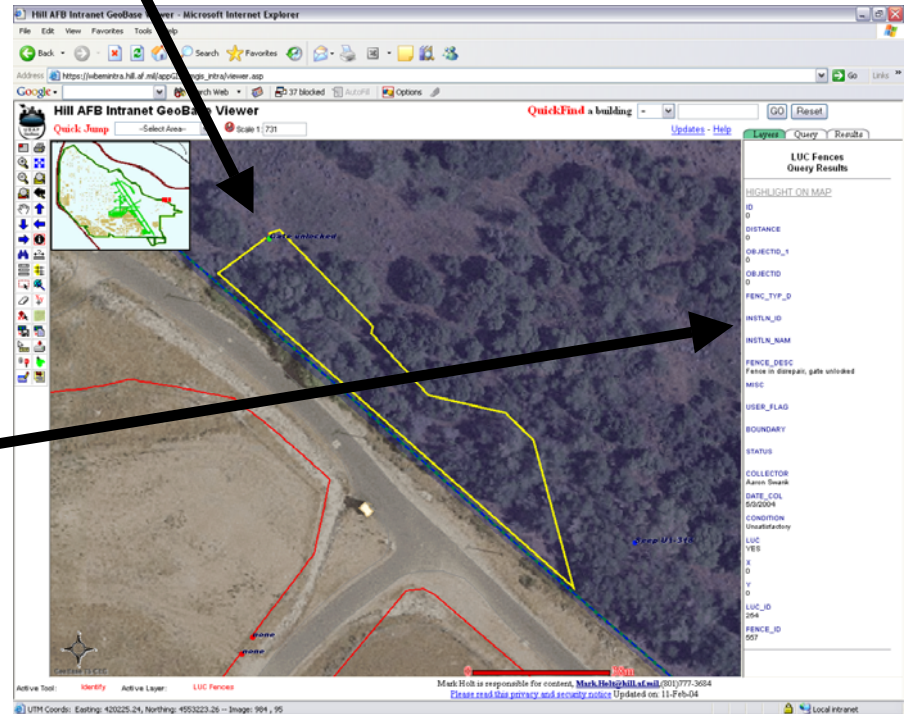 Hill AFB Intranet GeoBase Viewer - Microsoft Internet Explorer
File Edit View Favorites Tools Help
Back Search Favorites
Address https://wbemintra.hill.af.mil/ viewer.asp Go Links »
Google Search Web 37 blocked AutoFill Options
Hill AFB Intranet GeoBase Viewer QuickFind a building - GO Reset
Quick Jump --Select Area-- Scale 1: 731 Updates - Help
Layers Query Results
LUC Fences
Query Results
HIGHLIGHT ON MAP
ID
0
DISTANCE
0
OBJECTID_1
0
OBJECTID
0
FENC_TYP_D
INSTLN_ID
INSTLN_NAM
FENCE_DESC
Fence in disrepair, gate unlocked
MISC
USER_FLAG
BOUNDARY
STATUS
COLLECTOR
Aaron Swank
DATE_COL
5/3/2004
CONDITION
Unsatisfactory
LUC
YES
X
0
Y
0
LUC_ID
264
FENCE_ID
557
Gate unlocked
none
none
Active Tool: Identify Active Layer: LUC Fences
Mark Holt is responsible for content, Mark.Holt@hill.af.mil,(801)777-3684
Please read this privacy and security notice Updated on: 11-Feb-04
UTM Coords: Easting: 420225.24, Northing: 4553223.26 -- Image: 984 , 95 Local intranet